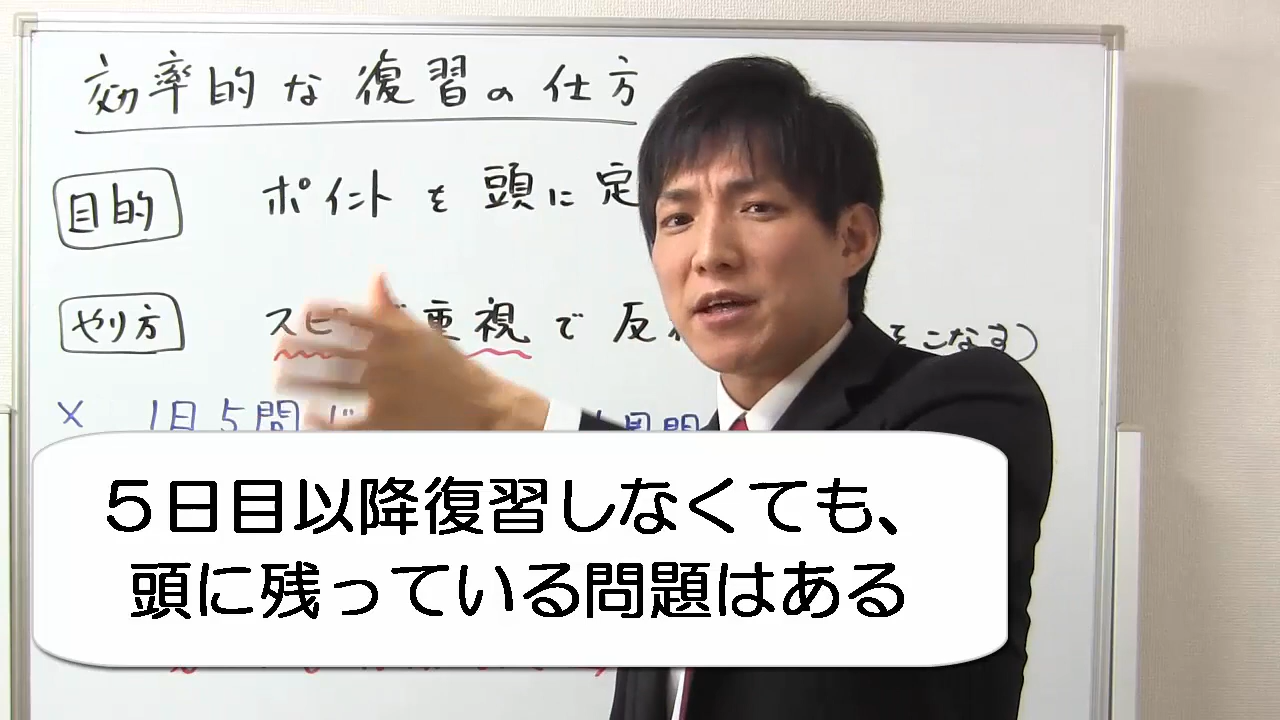 効率的な復習の仕方
目的 ポイントを頭に定
やり方 スピード重視で反 をこなす)
× 1日5問
5日目以降復習しなくても、
頭に残っている問題はある